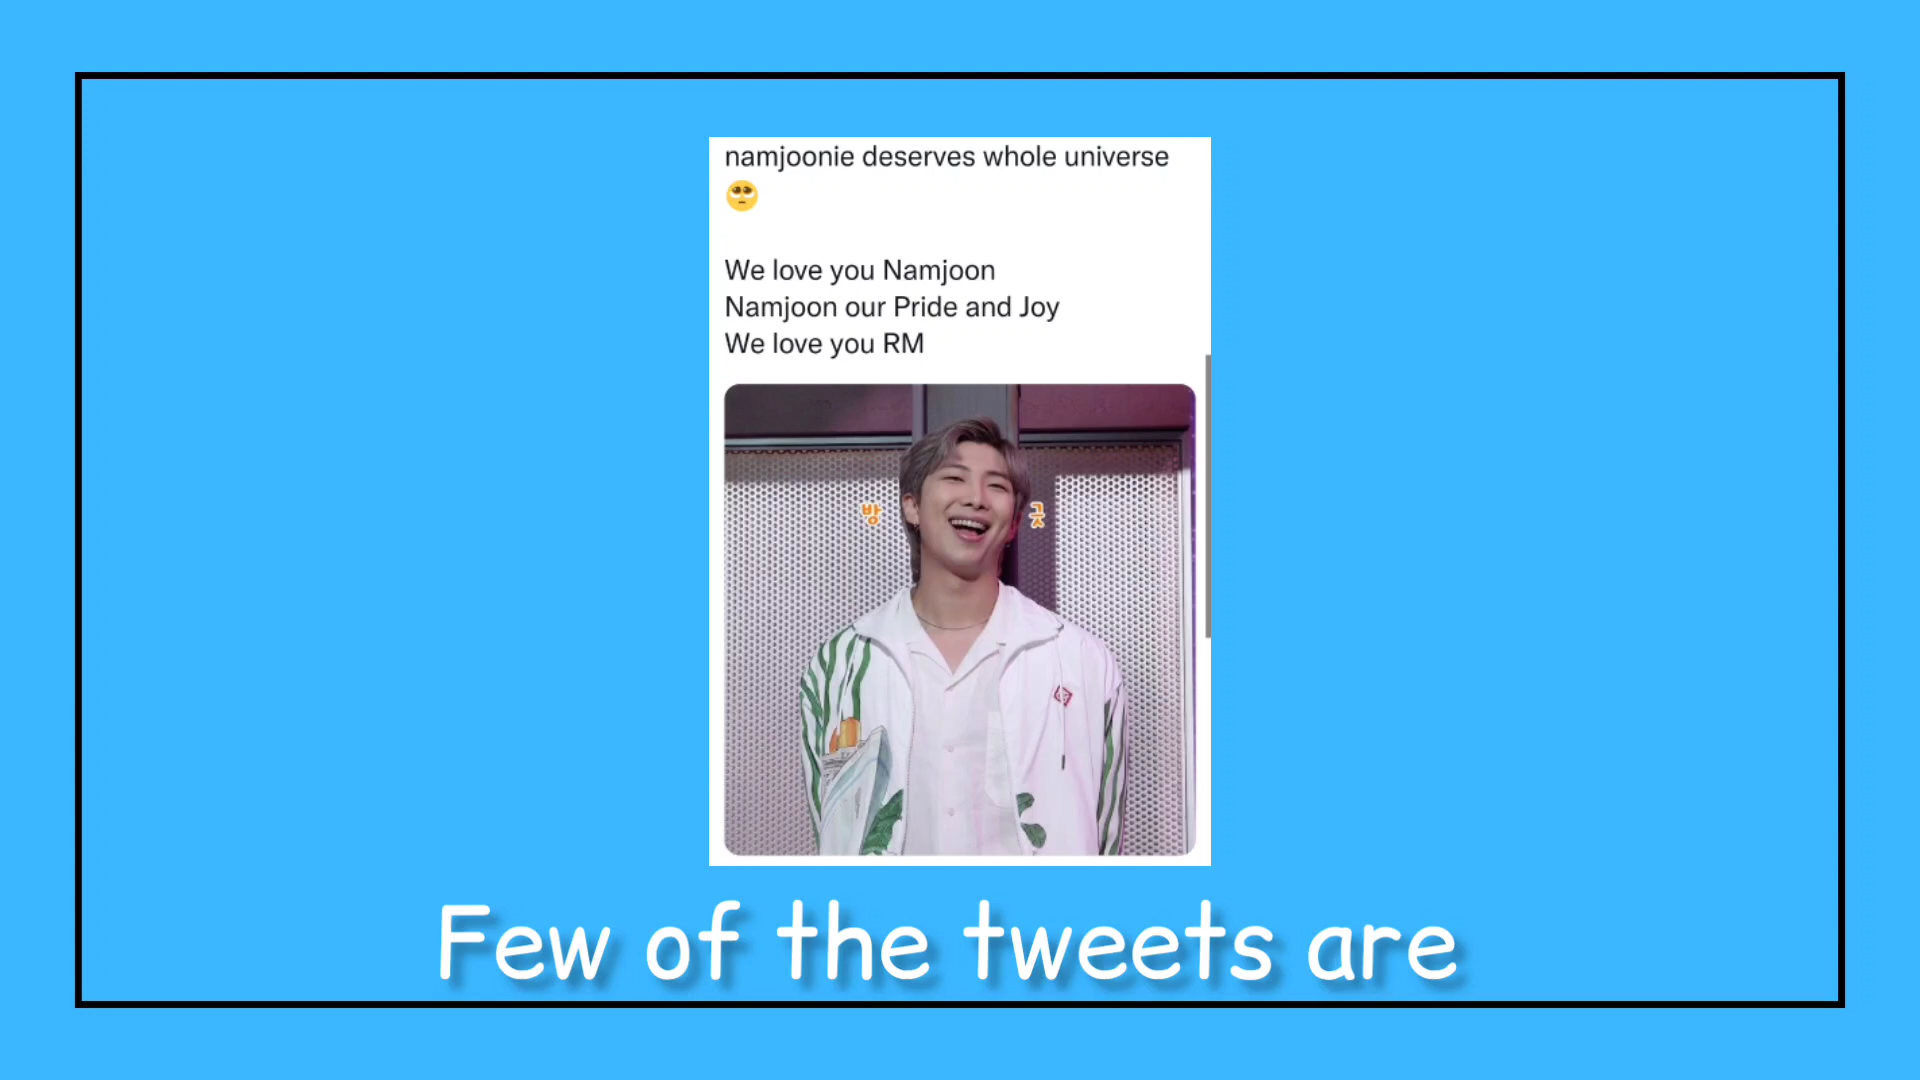 namjoonie deserves whole universe
🥺
We love you Namjoon
Namjoon our Pride and Joy
We love you RM
방 긋
Few of the tweets are